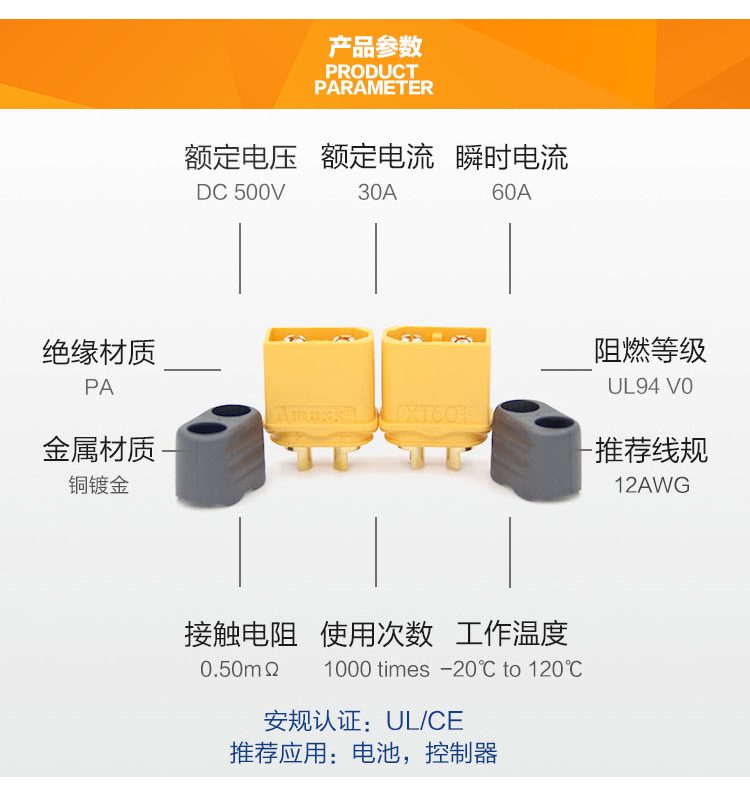 产品参数
PRODUCT
PARAMETER
额定电压 额定电流 瞬时电流
DC 500V 30A 60A
绝缘材质 阻燃等级
PA UL94 V0
Amass® XT60+
金属材质 推荐线规
铜镀金 12AWG
接触电阻 使用次数 工作温度
0.50mΩ 1000 times -20℃ to 120℃
安规认证：UL/CE
推荐应用：电池，控制器